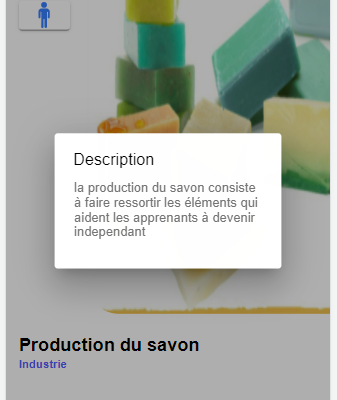 Description
la production du savon consiste
à faire ressortir les éléments qui
aident les apprenants à devenir
independant
Production du savon
Industrie